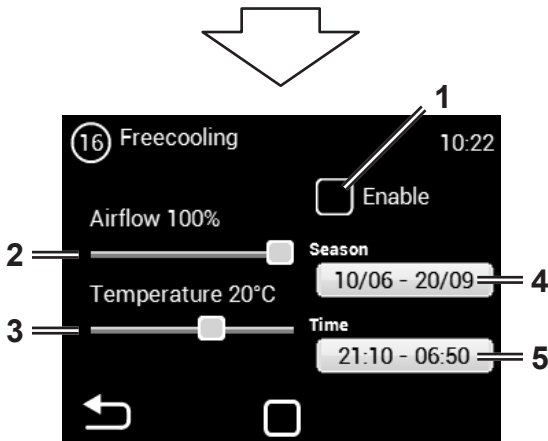 1
16 Freecooling 10:22
Enable
Airflow 100%
2
Season
10/06 - 20/09 4
Temperature 20°C
3
Time
21:10 - 06:50 5